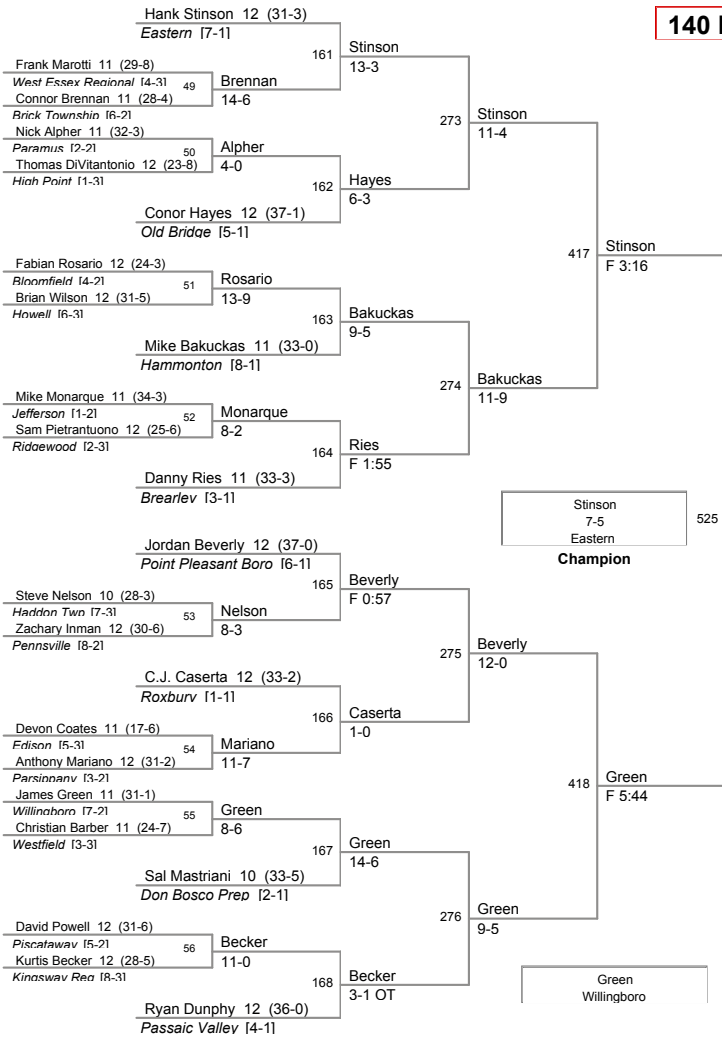 Hank Stinson 12 (31-3)
Eastern [7-1]
140
161
Stinson
13-3
Frank Marotti 11 (29-8)
West Essex Regional [4-3]
49
Brennan
14-6
Connor Brennan 11 (28-4)
Brick Township [6-2]
273
Stinson
11-4
Nick Alpher 11 (32-3)
Paramus [2-2]
50
Alpher
4-0
Thomas DiVitantonio 12 (23-8)
High Point [1-3]
162
Hayes
6-3
Conor Hayes 12 (37-1)
Old Bridge [5-1]
417
Stinson
F 3:16
Fabian Rosario 12 (24-3)
Bloomfield [4-2]
51
Rosario
13-9
Brian Wilson 12 (31-5)
Howell [6-3]
163
Bakuckas
9-5
Mike Bakuckas 11 (33-0)
Hammonton [8-1]
274
Bakuckas
11-9
Mike Monarque 11 (34-3)
Jefferson [1-2]
52
Monarque
8-2
Sam Pietrantuono 12 (25-6)
Ridgewood [2-3]
164
Ries
F 1:55
Danny Ries 11 (33-3)
Brearley [3-1]
Stinson
7-5
Eastern
525
Champion
Jordan Beverly 12 (37-0)
Point Pleasant Boro [6-1]
165
Beverly
F 0:57
Steve Nelson 10 (28-3)
Haddon Twp [7-3]
53
Nelson
8-3
Zachary Inman 12 (30-6)
Pennsville [8-2]
275
Beverly
12-0
C.J. Caserta 12 (33-2)
Roxbury [1-1]
166
Caserta
1-0
Devon Coates 11 (17-6)
Edison [5-3]
54
Mariano
11-7
Anthony Mariano 12 (31-2)
Parsippany [3-2]
418
Green
F 5:44
James Green 11 (31-1)
Willingboro [7-2]
55
Green
8-6
Christian Barber 11 (24-7)
Westfield [3-3]
167
Green
14-6
Sal Mastriani 10 (33-5)
Don Bosco Prep [2-1]
276
Green
9-5
David Powell 12 (31-6)
Piscataway [5-2]
56
Becker
11-0
Kurtis Becker 12 (28-5)
Kingsway Reg [8-3]
168
Becker
3-1 OT
Ryan Dunphy 12 (36-0)
Passaic Valley [4-1]
Green
Willingboro